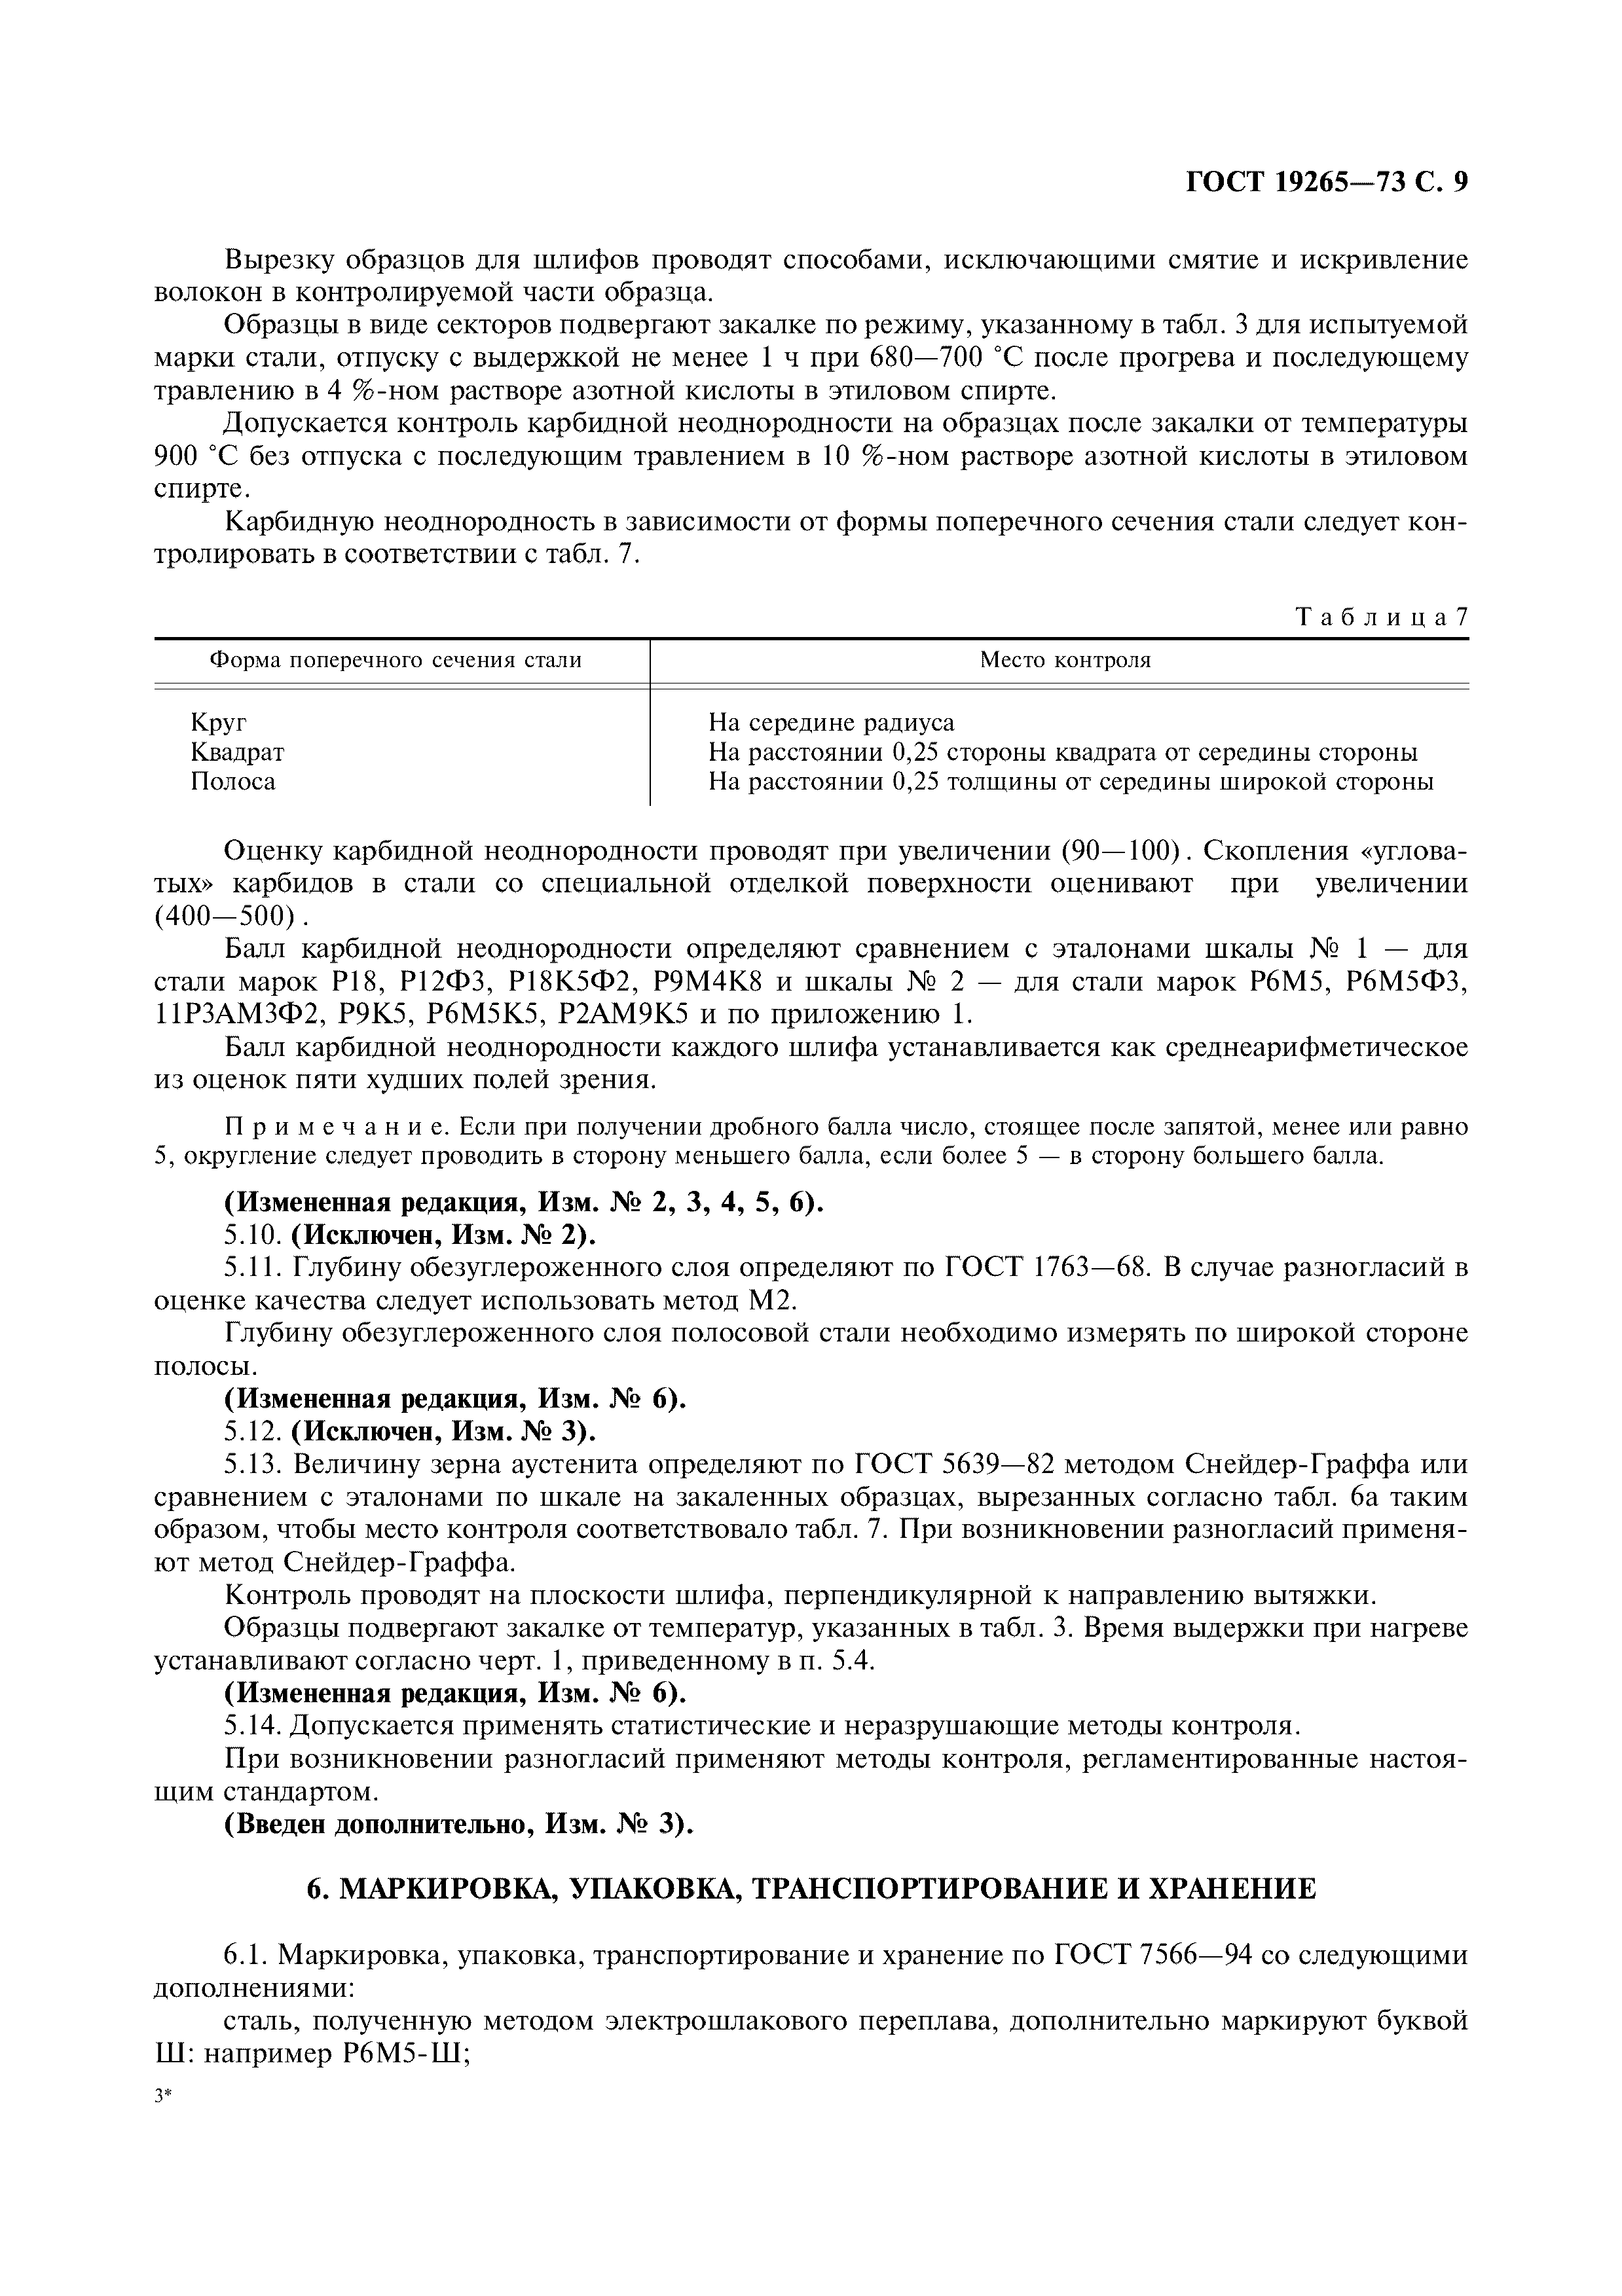 ГОСТ 19265—73 С. 9
Вырезку образцов для шлифов проводят способами, исключающими смятие и искривление
волокон в контролируемой части образца.
Образцы в виде секторов подвергают закалке по режиму, указанному в табл. 3 для испытуемой
марки стали, отпуску с выдержкой не менее 1 ч при 680—700 °С после прогрева и последующему
травлению в 4 %-ном растворе азотной кислоты в этиловом спирте.
Допускается контроль карбидной неоднородности на образцах после закалки от температуры
900 °С без отпуска с последующим травлением в 10 %-ном растворе азотной кислоты в этиловом
спирте.
Карбидную неоднородность в зависимости от формы поперечного сечения стали следует кон-
тролировать в соответствии с табл. 7.
Таблица 7
Форма поперечного сечения стали Место контроля
Круг На середине радиуса
Квадрат На расстоянии 0,25 стороны квадрата от середины стороны
Полоса На расстоянии 0,25 толщины от середины широкой стороны
Оценку карбидной неоднородности проводят при увеличении (90—100). Скопления «углова-
тых» карбидов в стали со специальной отделкой поверхности оценивают при увеличении
(400—500) .
Балл карбидной неоднородности определяют сравнением с эталонами шкалы № 1 — для
стали марок Р18, Р12Ф3, Р18К5Ф2, Р9М4К8 и шкалы № 2 — для стали марок Р6М5, Р6М5Ф3,
11Р3АМ3Ф2, Р9К5, Р6М5К5, Р2АМ9К5 и по приложению 1.
Балл карбидной неоднородности каждого шлифа устанавливается как среднеарифметическое
из оценок пяти худших полей зрения.
Примечание. Если при получении дробного балла число, стоящее после запятой, менее или равно
5, округление следует проводить в сторону меньшего балла, если более 5 — в сторону большего балла.
(Измененная редакция, Изм. № 2, 3, 4, 5, 6).
5.10. (Исключен, Изм. № 2).
5.11. Глубину обезуглероженного слоя определяют по ГОСТ 1763—68. В случае разногласий в
оценке качества следует использовать метод М2.
Глубину обезуглероженного слоя полосовой стали необходимо измерять по широкой стороне
полосы.
(Измененная редакция, Изм. № 6).
5.12. (Исключен, Изм. № 3).
5.13. Величину зерна аустенита определяют по ГОСТ 5639—82 методом Снейдер-Граффа или
сравнением с эталонами по шкале на закаленных образцах, вырезанных согласно табл. 6а таким
образом, чтобы место контроля соответствовало табл. 7. При возникновении разногласий применя-
ют метод Снейдер-Граффа.
Контроль проводят на плоскости шлифа, перпендикулярной к направлению вытяжки.
Образцы подвергают закалке от температур, указанных в табл. 3. Время выдержки при нагреве
устанавливают согласно черт. 1, приведенному в п. 5.4.
(Измененная редакция, Изм. № 6).
5.14. Допускается применять статистические и неразрушающие методы контроля.
При возникновении разногласий применяют методы контроля, регламентированные настоя-
щим стандартом.
(Введен дополнительно, Изм. № 3).
6. МАРКИРОВКА, УПАКОВКА, ТРАНСПОРТИРОВАНИЕ И ХРАНЕНИЕ
6.1. Маркировка, упаковка, транспортирование и хранение по ГОСТ 7566—94 со следующими
дополнениями:
сталь, полученную методом электрошлакового переплава, дополнительно маркируют буквой
Ш: например Р6М5-Ш;
3*